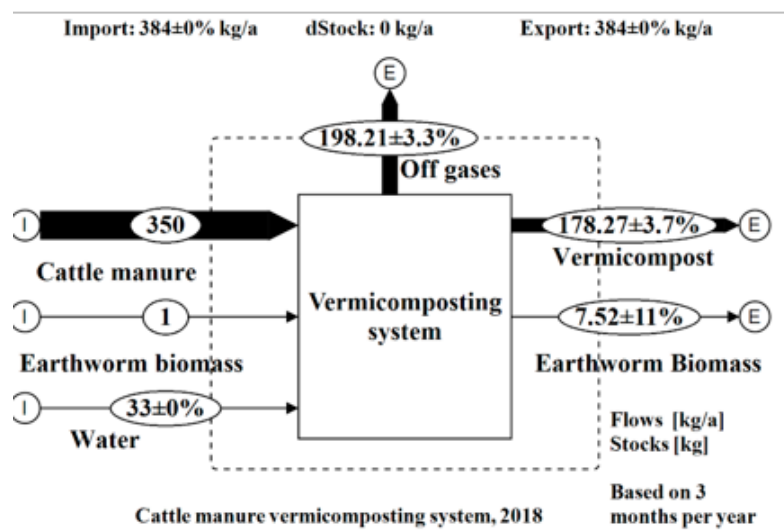 Import: 384±0% kg/a dStock: 0 kg/a Export: 384±0% kg/a
E
198.21±3.3%
Off gases
I 350 178.27±3.7% E
Cattle manure Vermicompost
Vermicomposting
system
I 1 7.52±11% E
Earthworm biomass Earthworm Biomass
I 33±0%
Water
Flows [kg/a]
Stocks [kg]
Based on 3
months per year
Cattle manure vermicomposting system, 2018